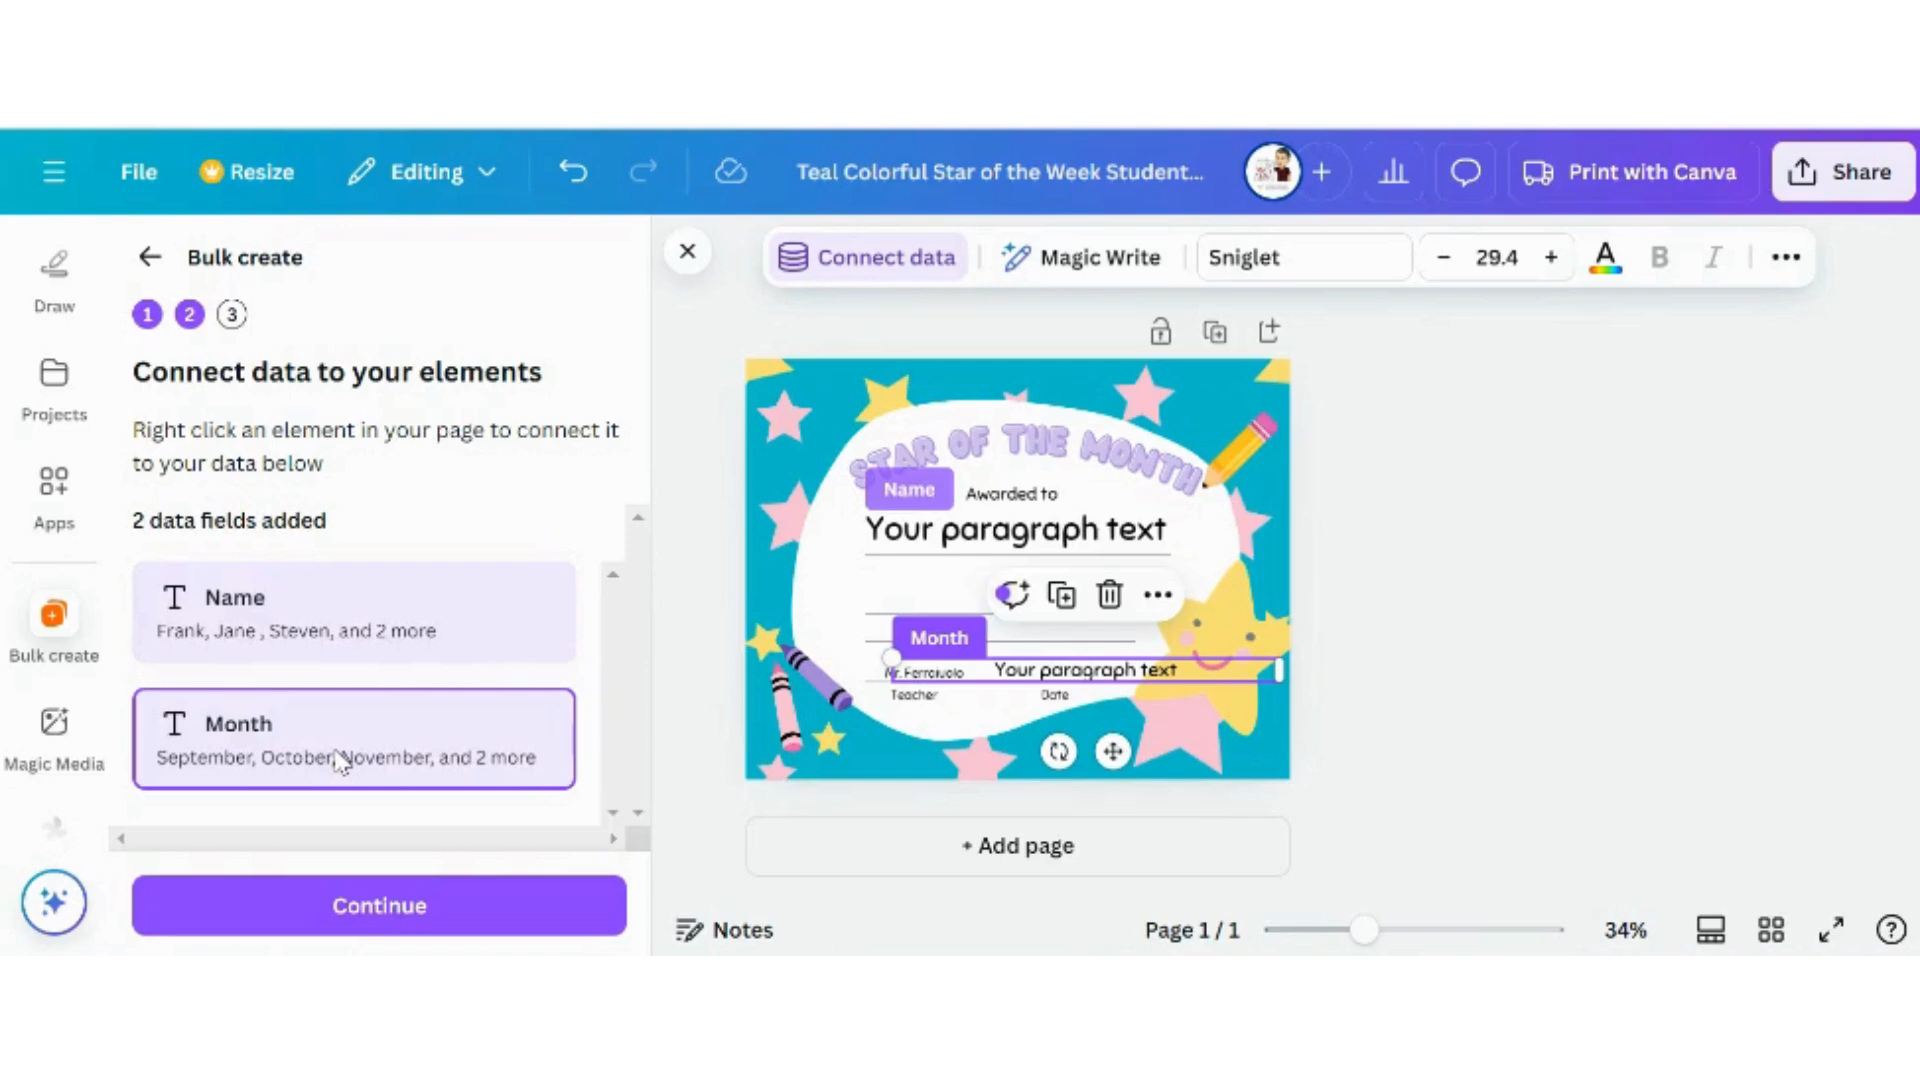 File
Resize
Editing
Teal Colorful Star of the Week Student...
Print with Canva
Share
Draw
Projects
Apps
Bulk create
Magic Media
Bulk create
1 2 3
Connect data to your elements
Right click an element in your page to connect it
to your data below
2 data fields added
T Name
Frank, Jane , Steven, and 2 more
T Month
September, October, November, and 2 more
Continue
Connect data
Magic Write
Sniglet
− 29.4 +
A B I
STAR OF THE MONTH
Name
Awarded to
Your paragraph text
Month
Mr. Ferraiuolo
Your paragraph text
Teacher
Date
+ Add page
Notes
Page 1 / 1
34%
?